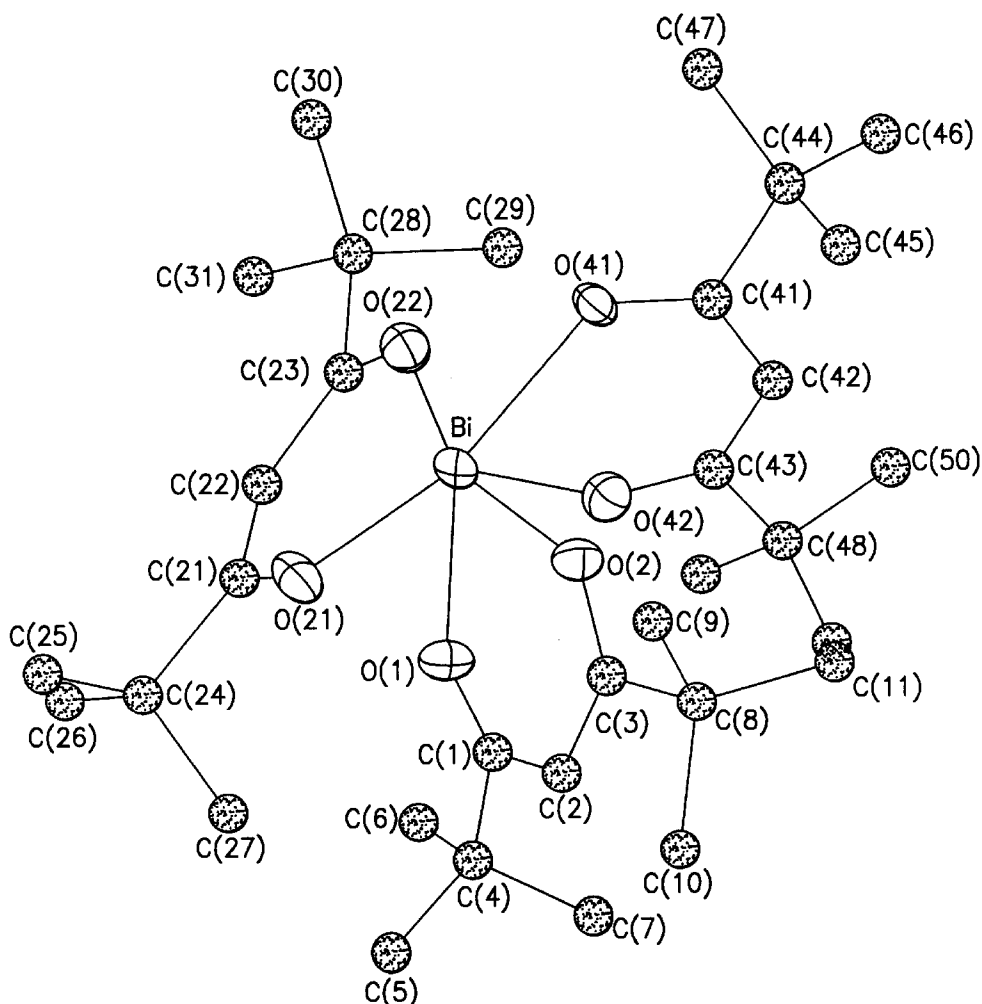 C(47)
C(30)
C(44)
C(46)
C(28)
C(29)
C(45)
C(31)
O(41)
O(22)
C(41)
C(23)
C(42)
Bi
C(43)
C(50)
C(22)
O(42)
C(48)
C(21)
O(2)
O(21)
C(9)
C(25)
O(1)
C(11)
C(24)
C(3)
C(8)
C(26)
C(1)
C(2)
C(6)
C(27)
C(10)
C(4)
C(7)
C(5)